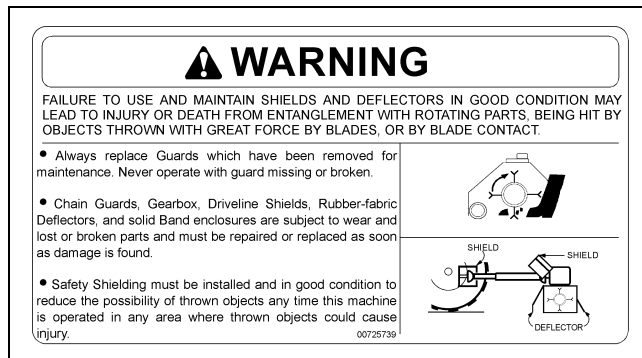 WARNING
FAILURE TO USE AND MAINTAIN SHIELDS AND DEFLECTORS IN GOOD CONDITION MAY
LEAD TO INJURY OR DEATH FROM ENTANGLEMENT WITH ROTATING PARTS, BEING HIT BY
OBJECTS THROWN WITH GREAT FORCE BY BLADES, OR BY BLADE CONTACT.
• Always replace Guards which have been removed for
maintenance. Never operate with guard missing or broken.
• Chain Guards, Gearbox, Driveline Shields, Rubber-fabric
Deflectors, and solid Band enclosures are subject to wear and
lost or broken parts and must be repaired or replaced as soon
as damage is found.
• Safety Shielding must be installed and in good condition to
reduce the possibility of thrown objects any time this machine
is operated in any area where thrown objects could cause
injury.
00725739
SHIELD
SHIELD
DEFLECTOR